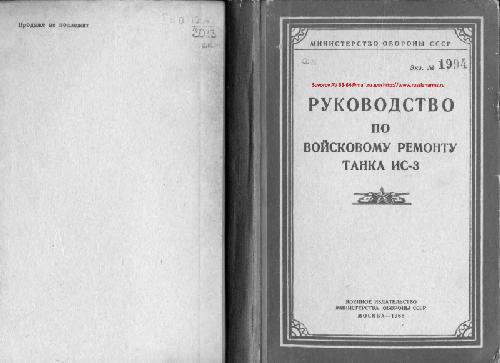 Продаже не подлежит
МИНИСТЕРСТВО ОБОРОНЫ СССР
Экз. № 1994
РУКОВОДСТВО
ПО
ВОЙСКОВОМУ РЕМОНТУ
ТАНКА ИС-3
ВОЕННОЕ ИЗДАТЕЛЬСТВО
МИНИСТЕРСТВА ОБОРОНЫ СССР
МОСКВА—